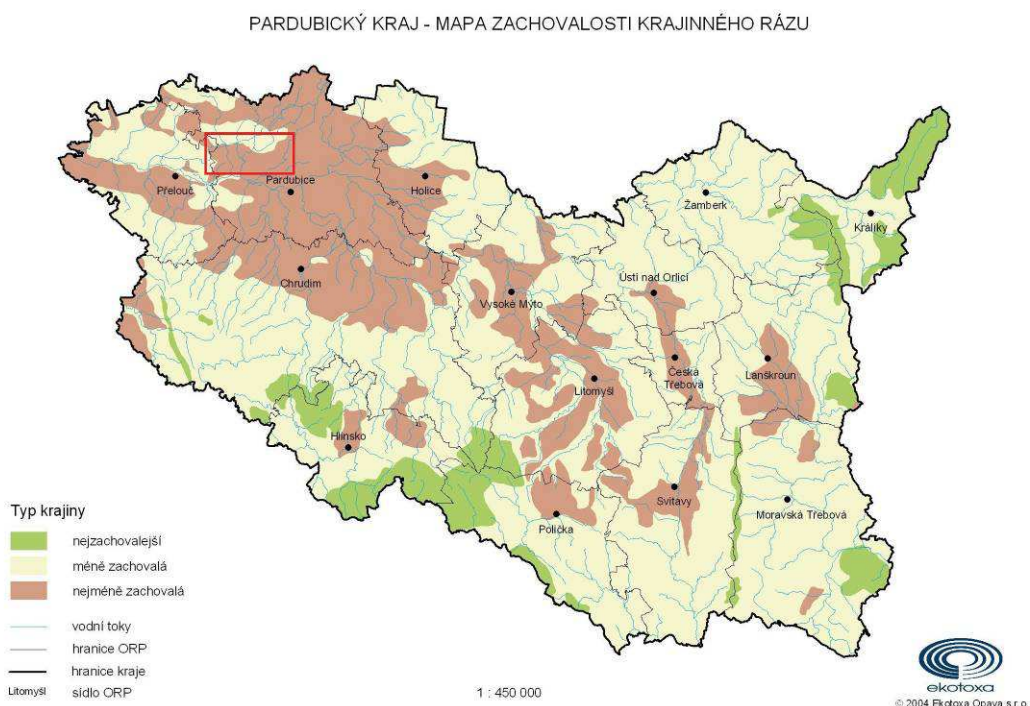 PARDUBICKÝ KRAJ - MAPA ZACHOVALOSTI KRAJINNÉHO RÁZU
Žamberk
Holice
Přelouč
Pardubice
Králíky
Chrudim
Ústí nad Orlicí
Vysoké Mýto
Česká
Třebová
Lanškroun
Litomyšl
Hlinsko
Svitavy
Moravská Třebová
Polička
Typ krajiny
nejzachovalejší
méně zachovalá
nejméně zachovalá
vodní toky
hranice ORP
hranice kraje
Litomyšl sídlo ORP
1 : 450 000
ekotoxa
© 2004 Ekotoxa Opava s.r.o.